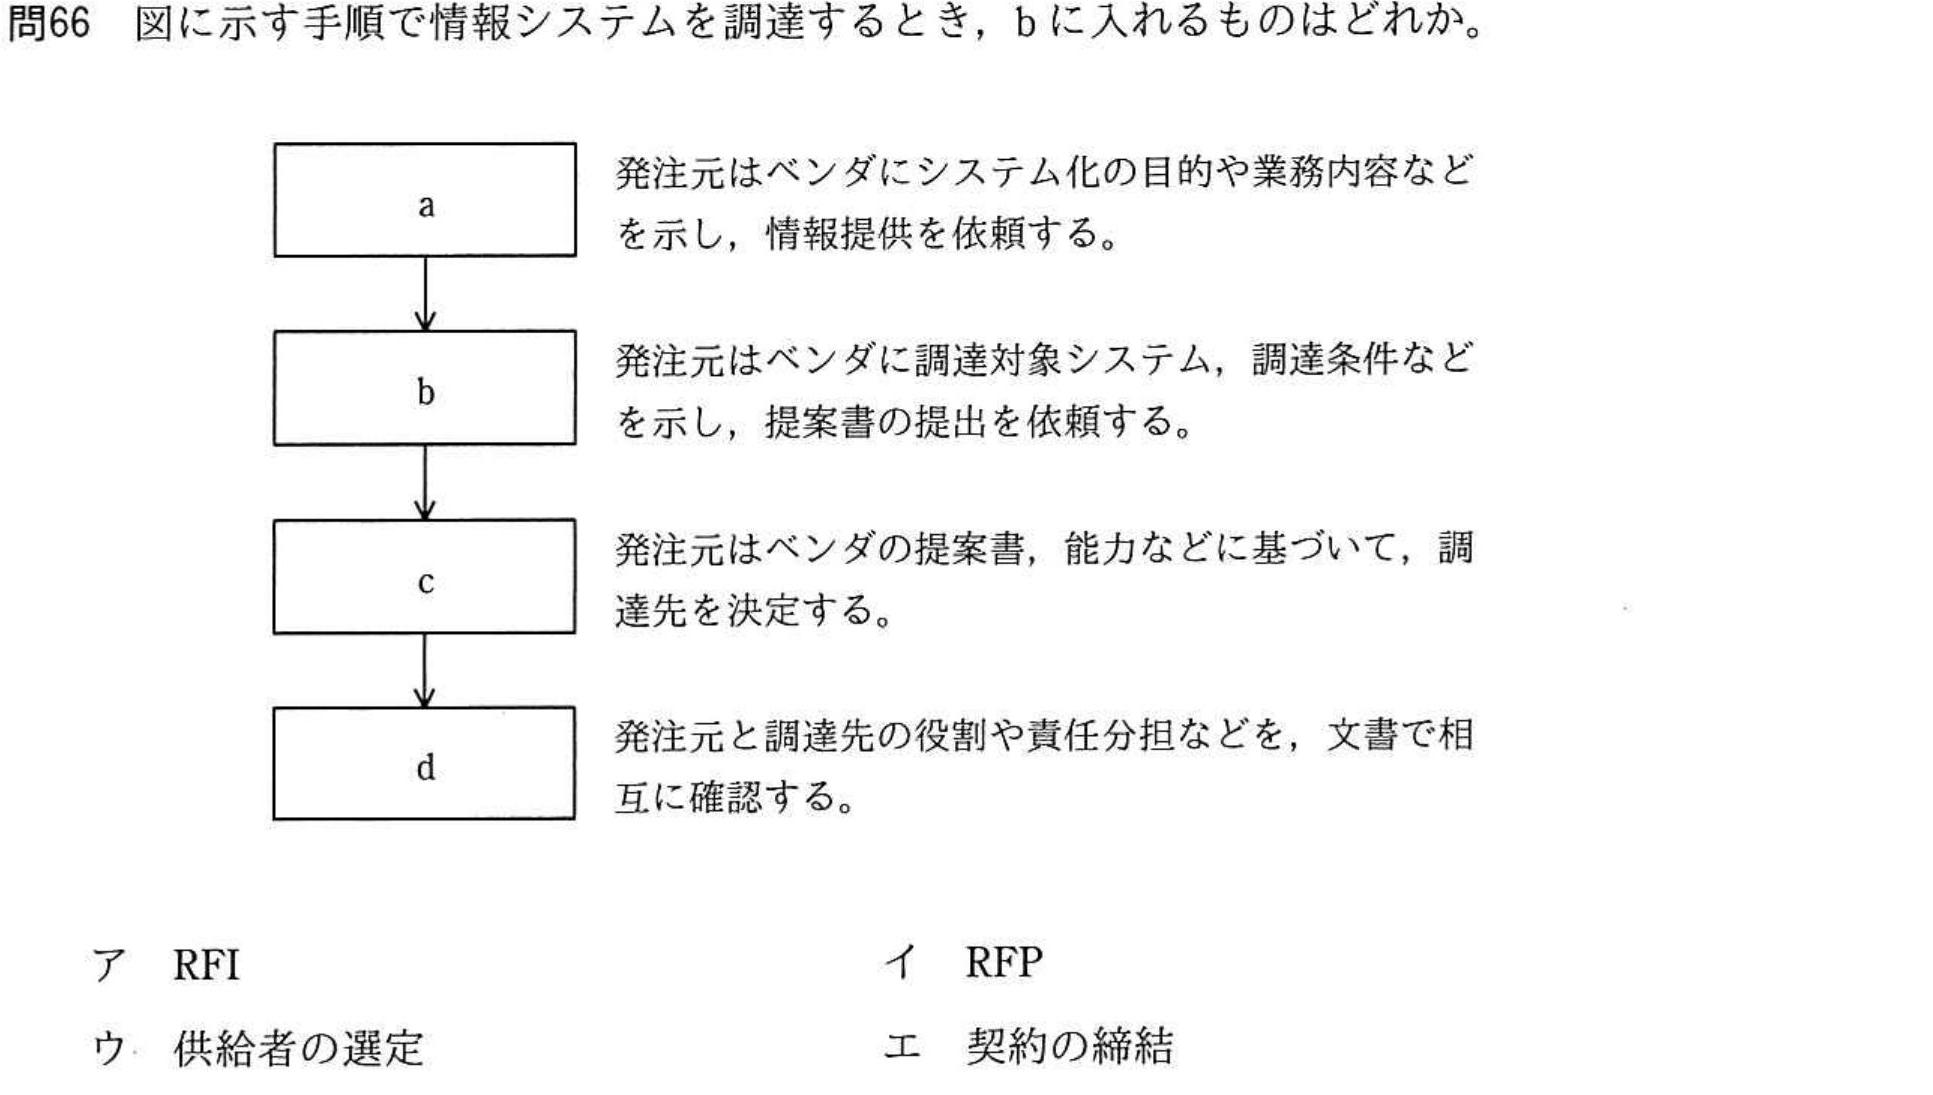 問66 図に示す手順で情報システムを調達するとき，bに入れるものはどれか。
a
発注元はベンダにシステム化の目的や業務内容など
を示し，情報提供を依頼する。
b
発注元はベンダに調達対象システム，調達条件など
を示し，提案書の提出を依頼する。
c
発注元はベンダの提案書，能力などに基づいて，調
達先を決定する。
d
発注元と調達先の役割や責任分担などを，文書で相
互に確認する。
ア RFI
イ RFP
ウ 供給者の選定
エ 契約の締結